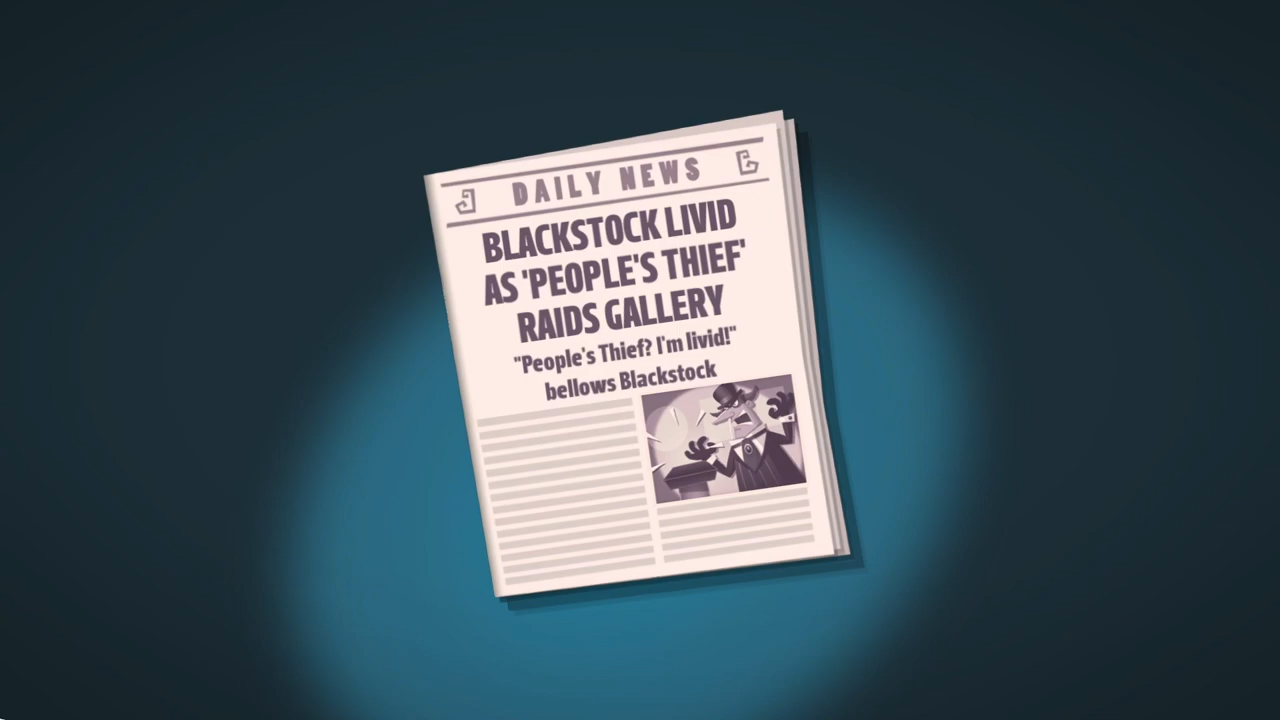 DAILY NEWS
BLACKSTOCK LIVID
AS 'PEOPLE'S THIEF'
RAIDS GALLERY
"People's Thief? I'm livid!"
bellows Blackstock